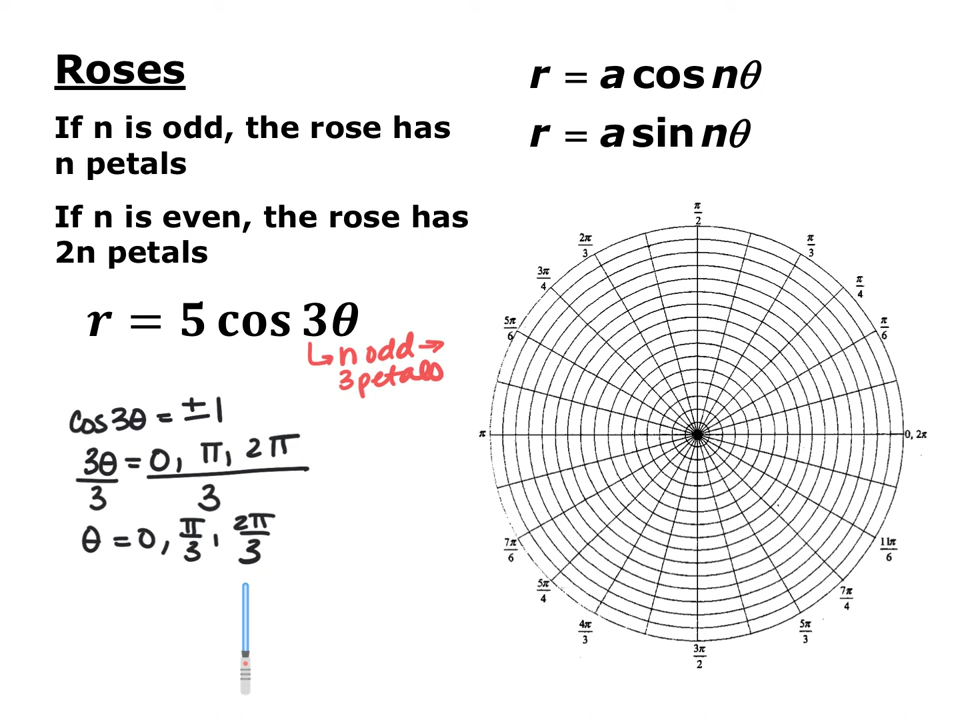 Roses
r = a cos nθ
r = a sin nθ
If n is odd, the rose has
n petals
If n is even, the rose has
2n petals
r = 5 cos 3θ
↳ n odd →
3 petals
cos3θ = ±1
3θ = 0, π, 2π
3 3
θ = 0, π/3, 2π/3
π/2
2π/3
π/3
3π/4
π/4
5π/6
π/6
π
0, 2π
7π/6
11π/6
5π/4
7π/4
4π/3
5π/3
3π/2